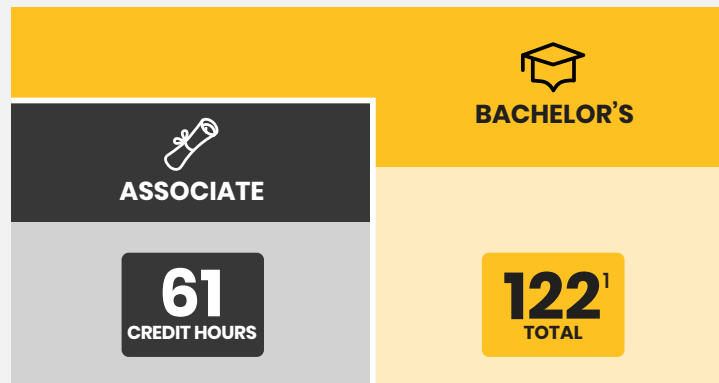 BACHELOR’S
ASSOCIATE
61
CREDIT HOURS
122¹
TOTAL